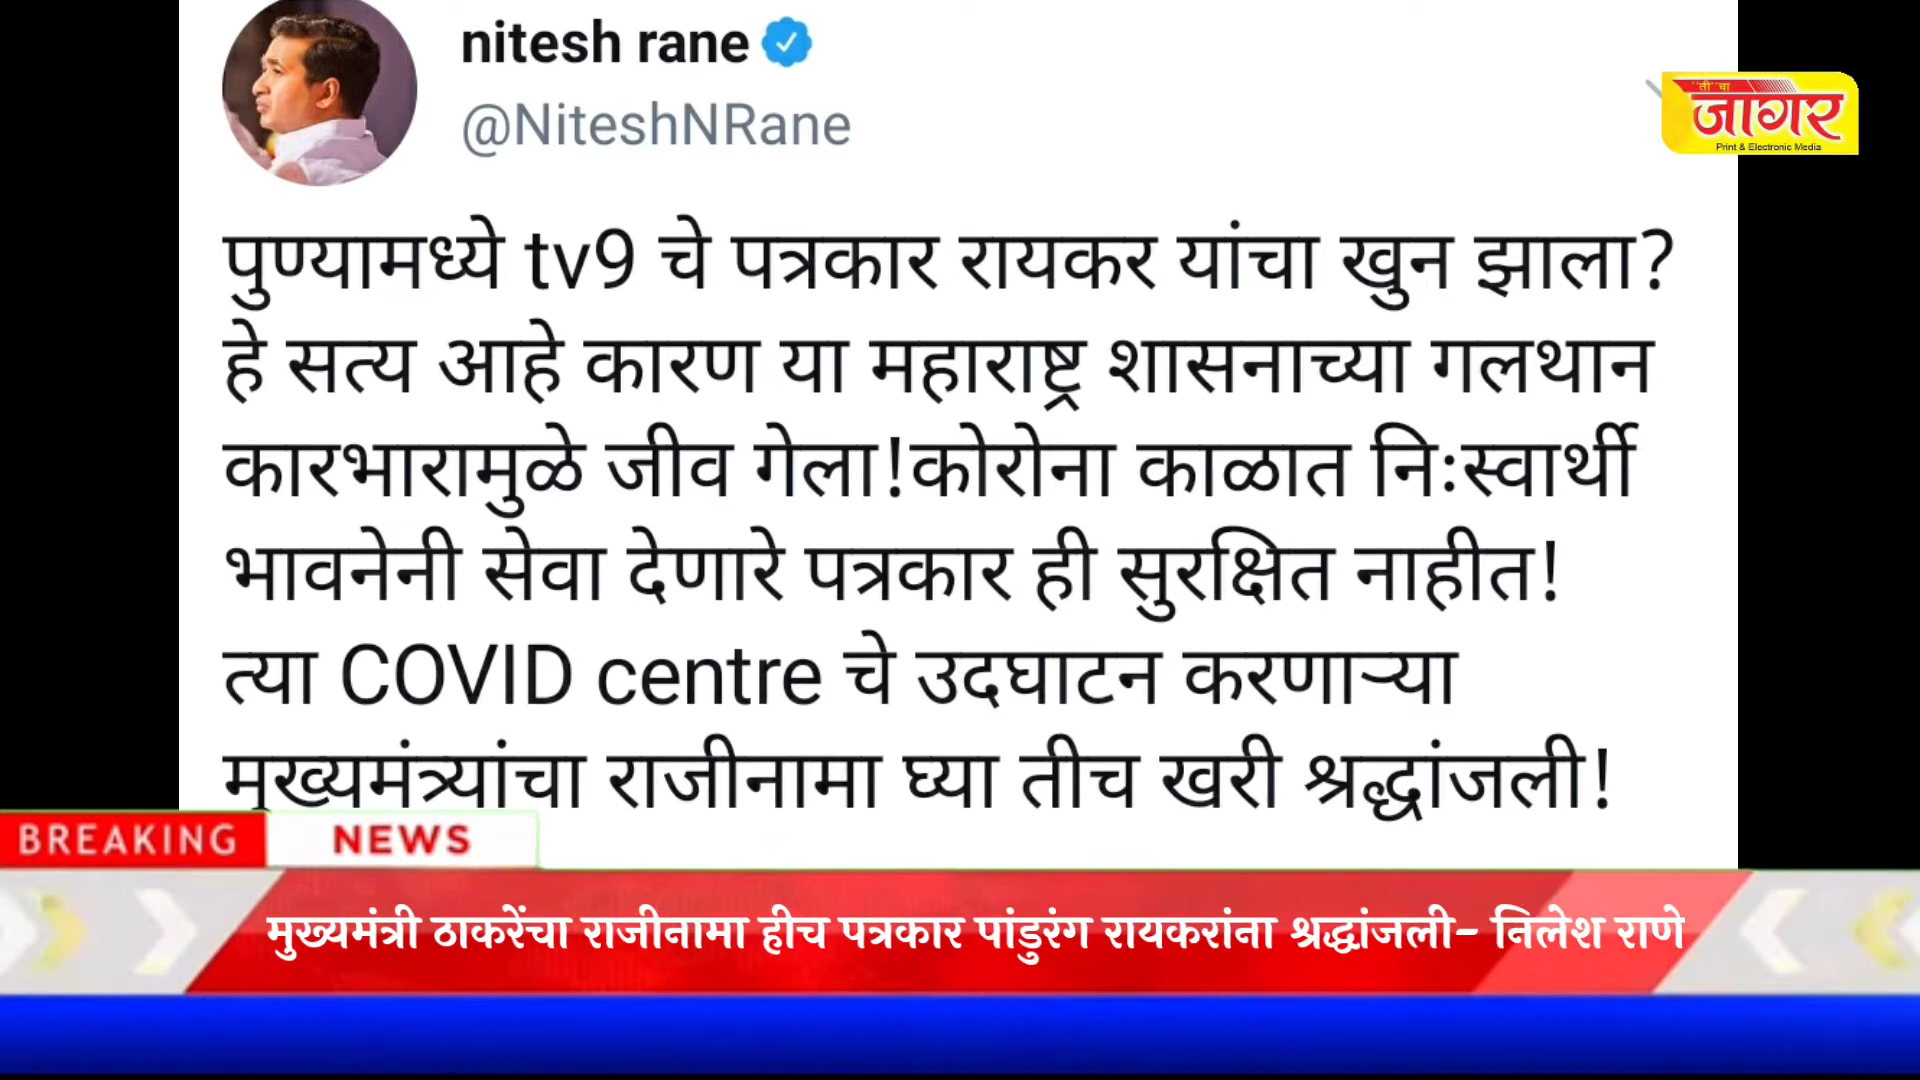 nitesh rane
@NiteshNRane
"ती"चा
जागर
Print & Electronic Media
पुण्यामध्ये tv9 चे पत्रकार रायकर यांचा खुन झाला?
हे सत्य आहे कारण या महाराष्ट्र शासनाच्या गलथान
कारभारामुळे जीव गेला!कोरोना काळात निःस्वार्थी
भावनेनी सेवा देणारे पत्रकार ही सुरक्षित नाहीत!
त्या COVID centre चे उदघाटन करणाऱ्या
मुख्यमंत्र्यांचा राजीनामा घ्या तीच खरी श्रद्धांजली!
BREAKING NEWS
मुख्यमंत्री ठाकरेंचा राजीनामा हीच पत्रकार पांडुरंग रायकरांना श्रद्धांजली- निलेश राणे